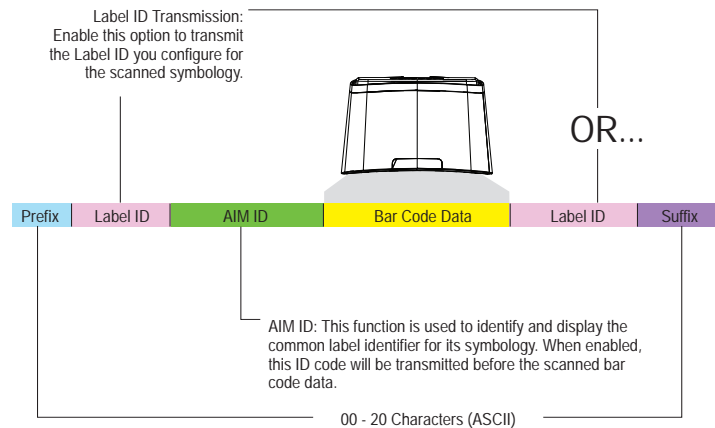 Label ID Transmission:
Enable this option to transmit
the Label ID you configure for
the scanned symbology.
OR...
Prefix Label ID AIM ID Bar Code Data Label ID Suffix
AIM ID: This function is used to identify and display the
common label identifier for its symbology. When enabled,
this ID code will be transmitted before the scanned bar
code data.
00 - 20 Characters (ASCII)